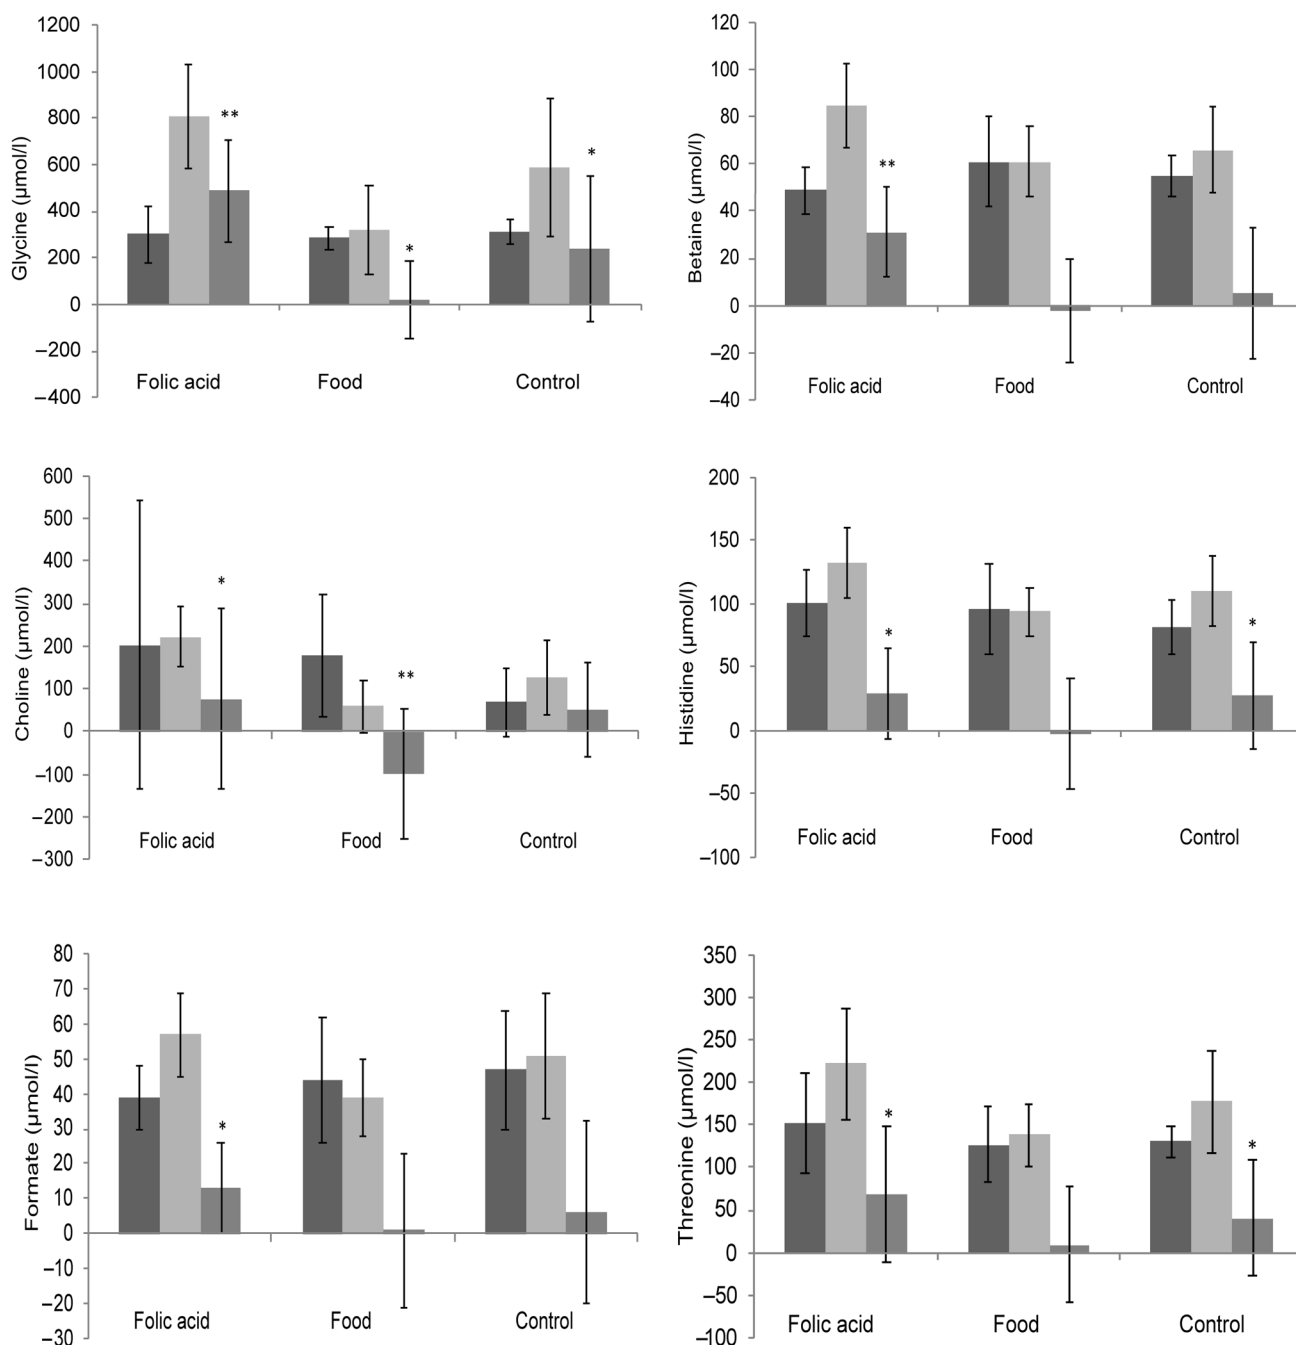 Glycine (µmol/l)
1200
1000
800
600
400
200
0
–200
–400
**
*
*
Folic acid
Food
Control
Betaine (µmol/l)
120
100
80
60
40
20
0
–20
–40
**
Folic acid
Food
Control
Choline (µmol/l)
600
500
400
300
200
100
0
–100
–200
–300
*
**
Folic acid
Food
Control
Histidine (µmol/l)
200
150
100
50
0
–50
–100
*
*
Folic acid
Food
Control
Formate (µmol/l)
80
70
60
50
40
30
20
10
0
–10
–20
–30
*
Folic acid
Food
Control
Threonine (µmol/l)
350
300
250
200
150
100
50
0
–50
–100
*
*
Folic acid
Food
Control